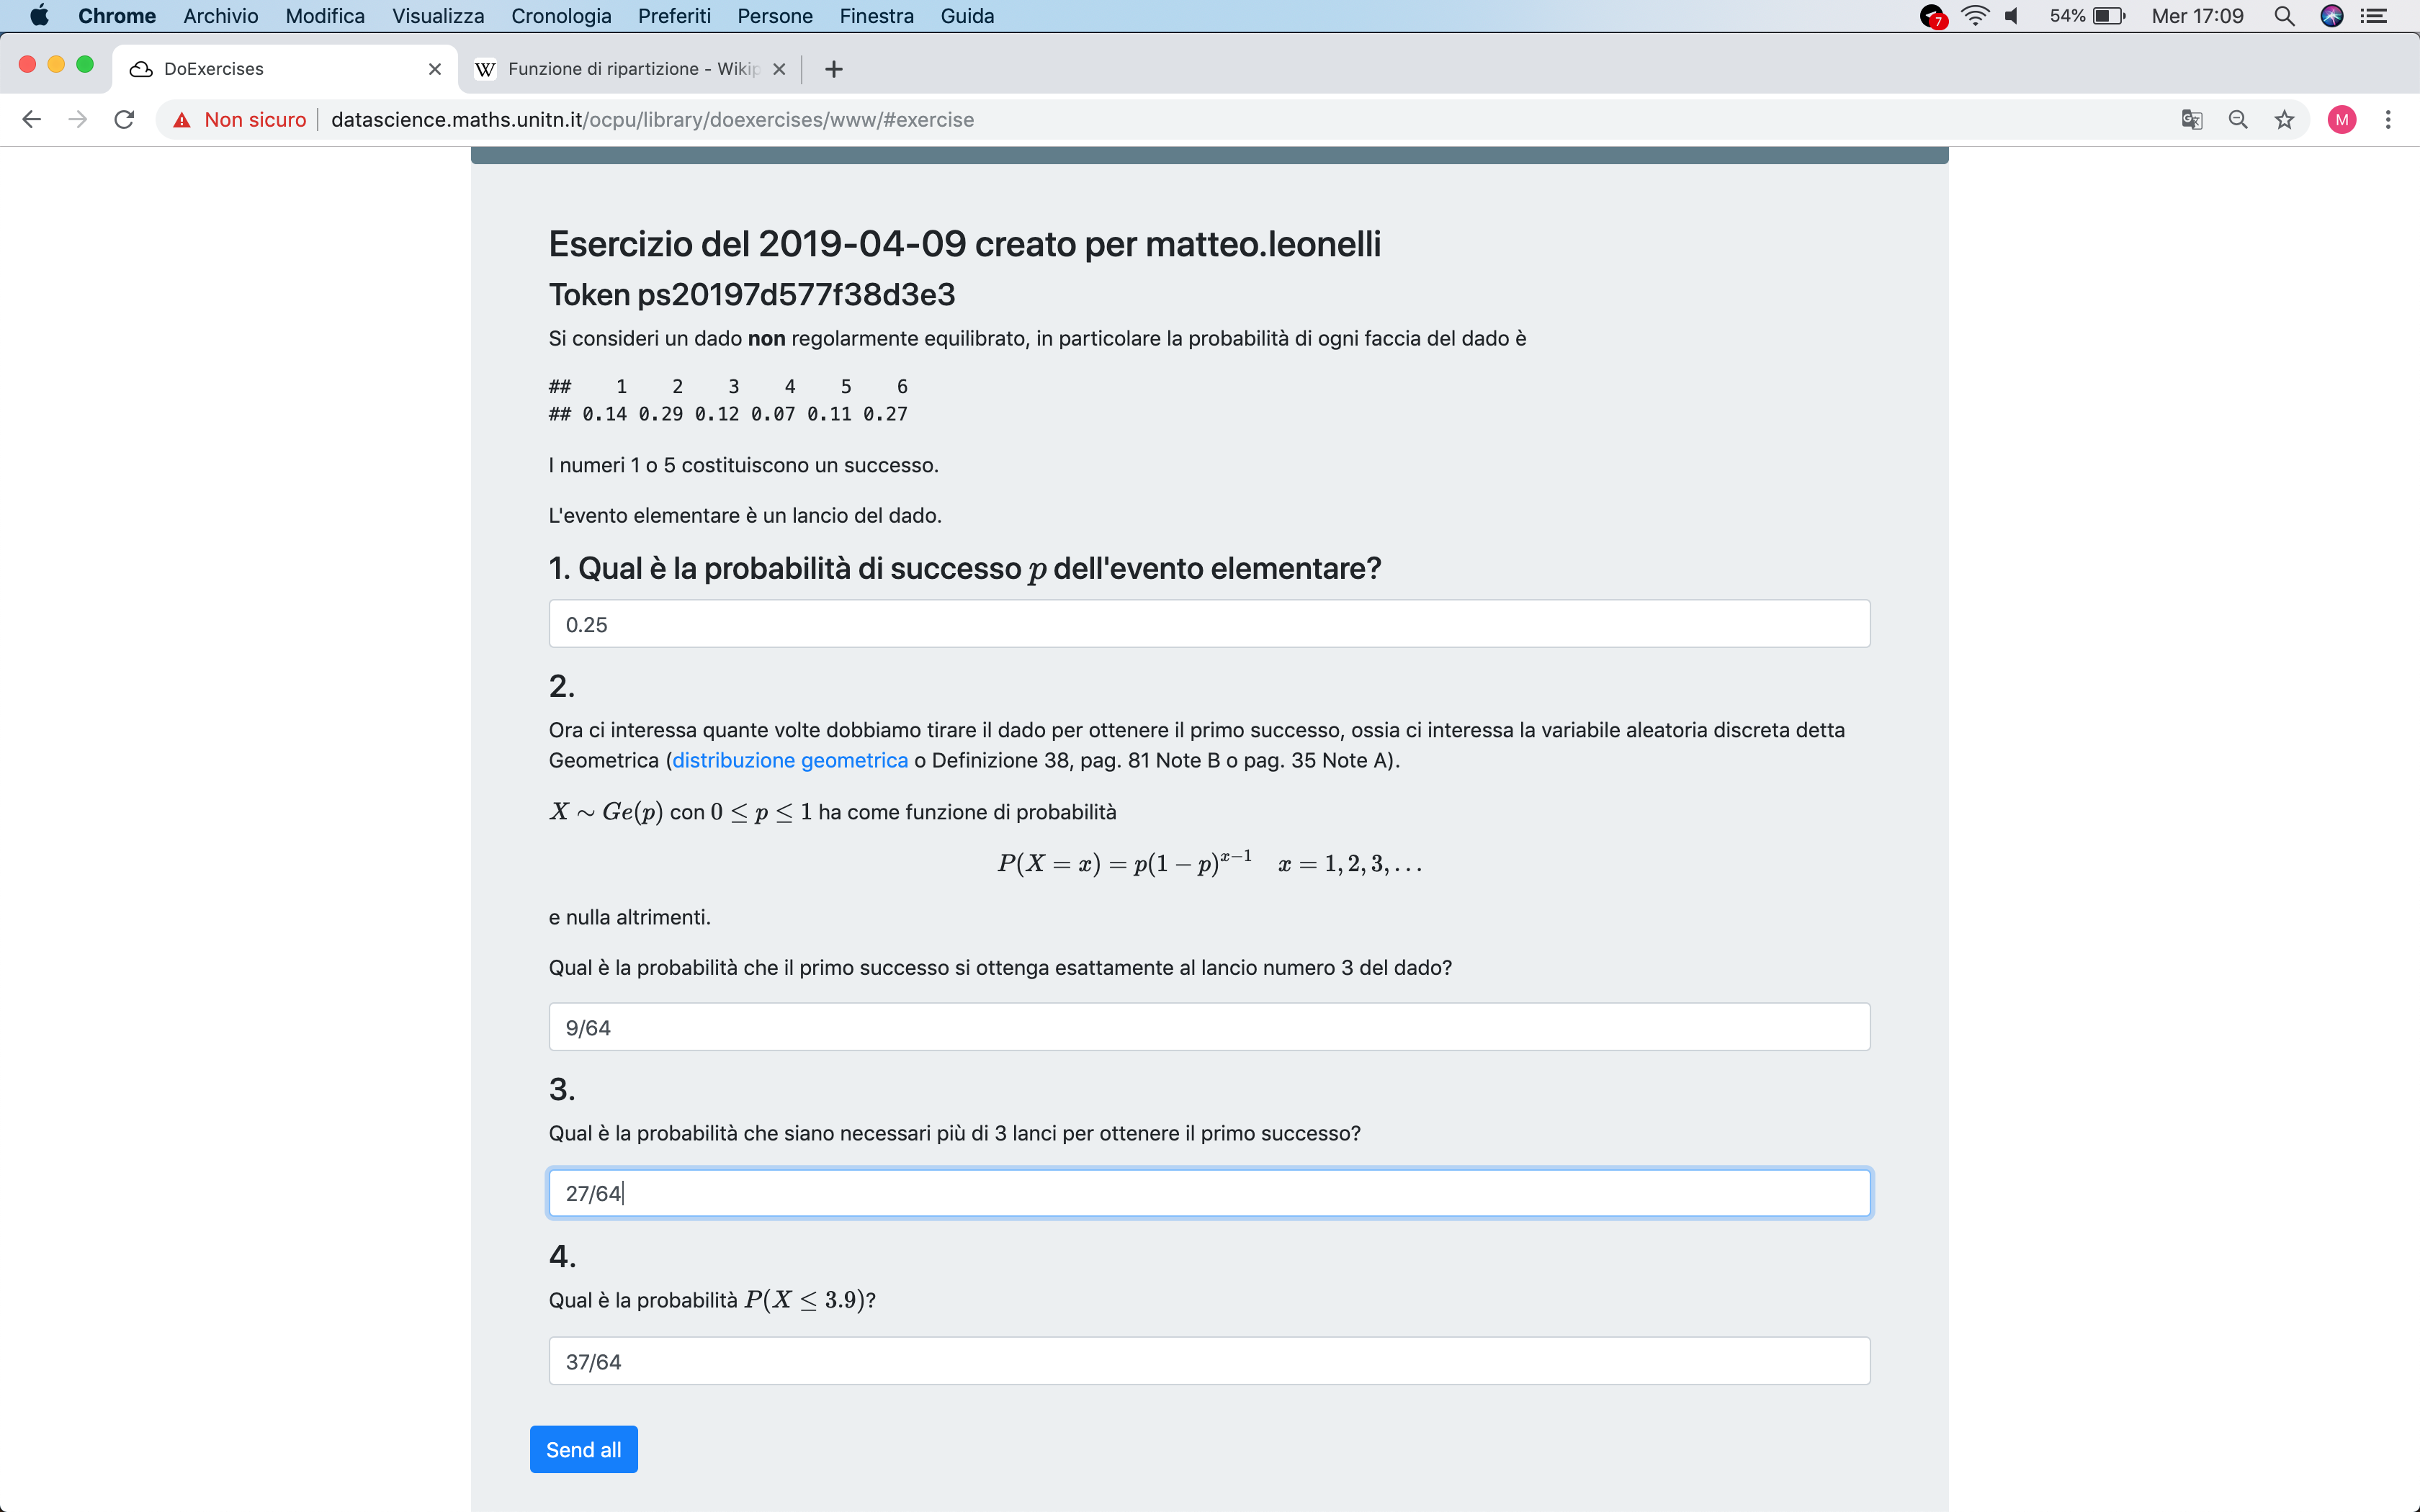 Chrome Archivio Modifica Visualizza Cronologia Preferiti Persone Finestra Guida 7 54% Mer 17:09
DoExercises W Funzione di ripartizione - Wikip
Non sicuro datascience.maths.unitn.it/ocpu/library/doexercises/www/#exercise M
Esercizio del 2019-04-09 creato per matteo.leonelli
Token ps20197d577f38d3e3
Si consideri un dado non regolarmente equilibrato, in particolare la probabilità di ogni faccia del dado è
## 1 2 3 4 5 6
## 0.14 0.29 0.12 0.07 0.11 0.27
I numeri 1 o 5 costituiscono un successo.
L'evento elementare è un lancio del dado.
1. Qual è la probabilità di successo p dell'evento elementare?
0.25
2.
Ora ci interessa quante volte dobbiamo tirare il dado per ottenere il primo successo, ossia ci interessa la variabile aleatoria discreta detta
Geometrica (distribuzione geometrica o Definizione 38, pag. 81 Note B o pag. 35 Note A).
X ∼ Ge(p) con 0 ≤ p ≤ 1 ha come funzione di probabilità
P(X = x) = p(1 − p)^{x−1} x = 1, 2, 3, . . .
e nulla altrimenti.
Qual è la probabilità che il primo successo si ottenga esattamente al lancio numero 3 del dado?
9/64
3.
Qual è la probabilità che siano necessari più di 3 lanci per ottenere il primo successo?
27/64
4.
Qual è la probabilità P(X ≤ 3.9)?
37/64
Send all